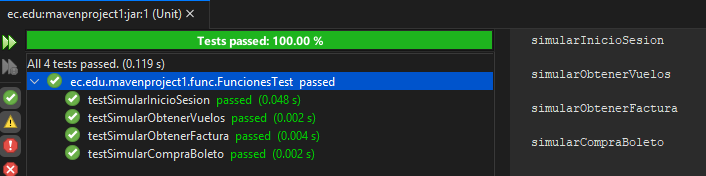 ec.edu:mavenproject1:jar:1 (Unit)
Tests passed: 100.00 %
All 4 tests passed. (0.119 s)
ec.edu.mavenproject1.func.FuncionesTest passed
testSimularInicioSesion passed (0.048 s)
testSimularObtenerVuelos passed (0.002 s)
testSimularObtenerFactura passed (0.004 s)
testSimularCompraBoleto passed (0.002 s)
simularInicioSesion
simularObtenerVuelos
simularObtenerFactura
simularCompraBoleto